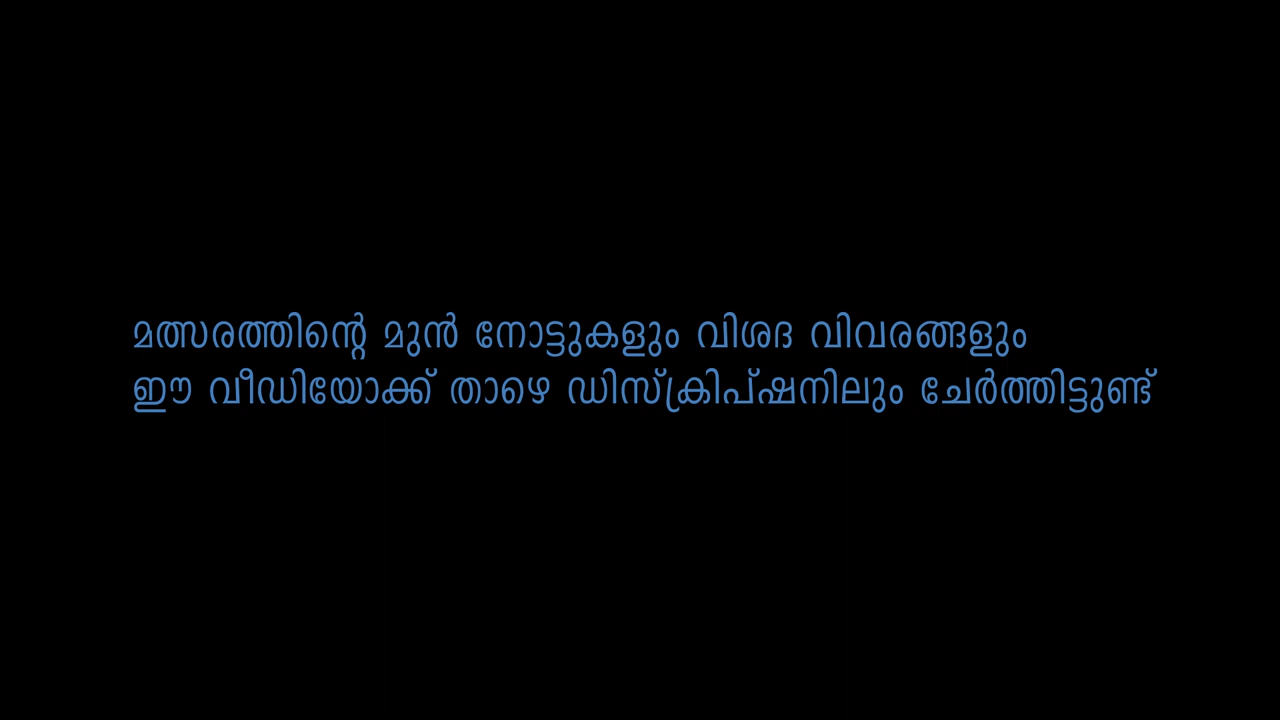 മത്സരത്തിന്റെ മുൻ നോട്ടുകളും വിശദ വിവരങ്ങളും
ഈ വീഡിയോക്ക് താഴെ ഡിസ്ക്രിപ്ഷനിലും ചേർത്തിട്ടുണ്ട്